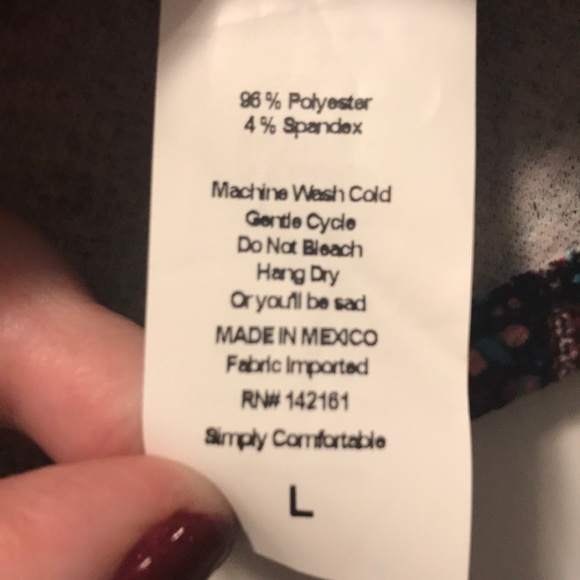 96 % Polyester
4 % Spandex
Machine Wash Cold
Gentle Cycle
Do Not Bleach
Hang Dry
Or you'll be sad
MADE IN MEXICO
Fabric Imported
RN# 142161
Simply Comfortable
L